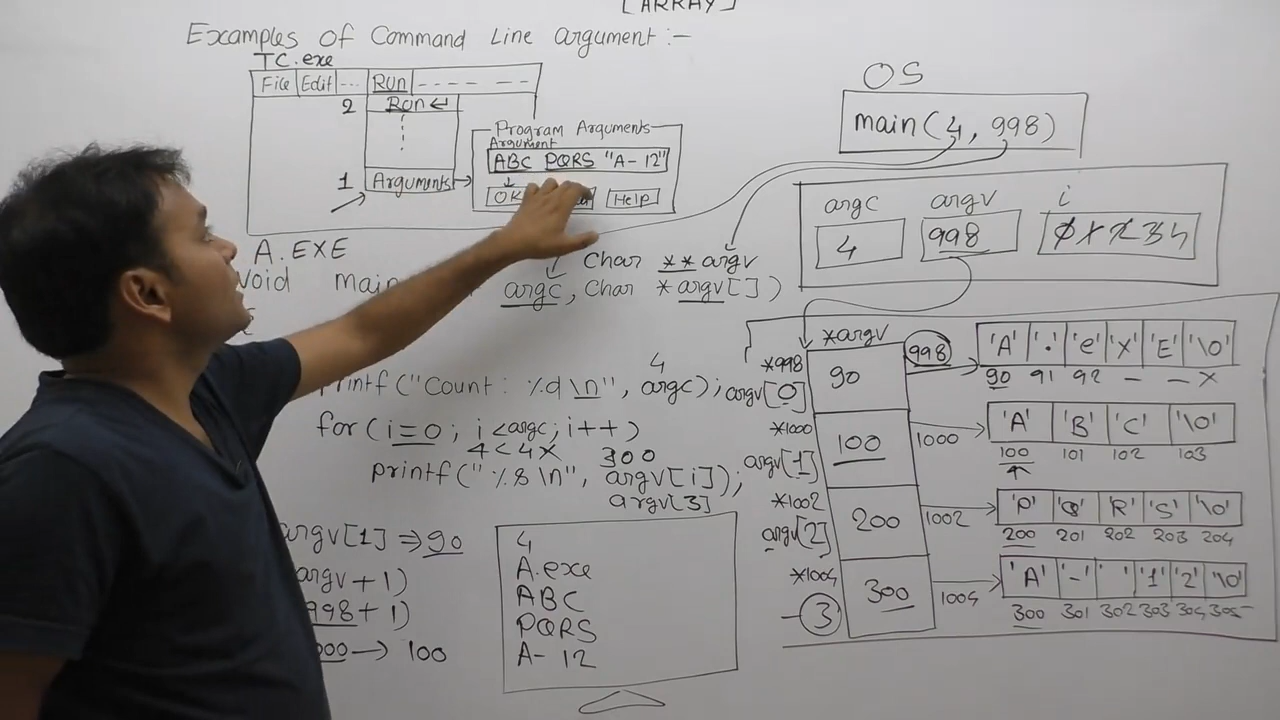 [ARRAY]
Examples of Command Line argument :-
TC.exe
File Edit ... RUN - - - - - - -
2 Run ↵
1 Arguments
Program Arguments
Argument
ABC PQRS "A- 12"
OK Help
OS
main(4, 998)
argc argv i
4 998 0 1 2 3 4
A.EXE
Char **argv
void main argc, Char *argv[])
printf("Count: %d\n", argc);
4
for(i=0; i<argc; i++)
4<4 X 300
printf("%s\n", argv[i]);
argv[3]
argv[1] ⇒ 90
argv + 1)
998 + 1)
000 → 100
4
A.exe
ABC
PQRS
A- 12
*argv
*998 90 998 'A' '.' 'e' 'X' 'E' '\0'
argv[0] 90 91 92 — — X
*1000 100 1000 'A' 'B' 'C' '\0'
argv[1] 100 101 102 103
*1002 200 1002 'P' 'Q' 'R' 'S' '\0'
argv[2] 200 201 202 203 204
*1004 300 1004 'A' '-' ' ' '1' '2' '\0'
3 300 301 302 303 304 305